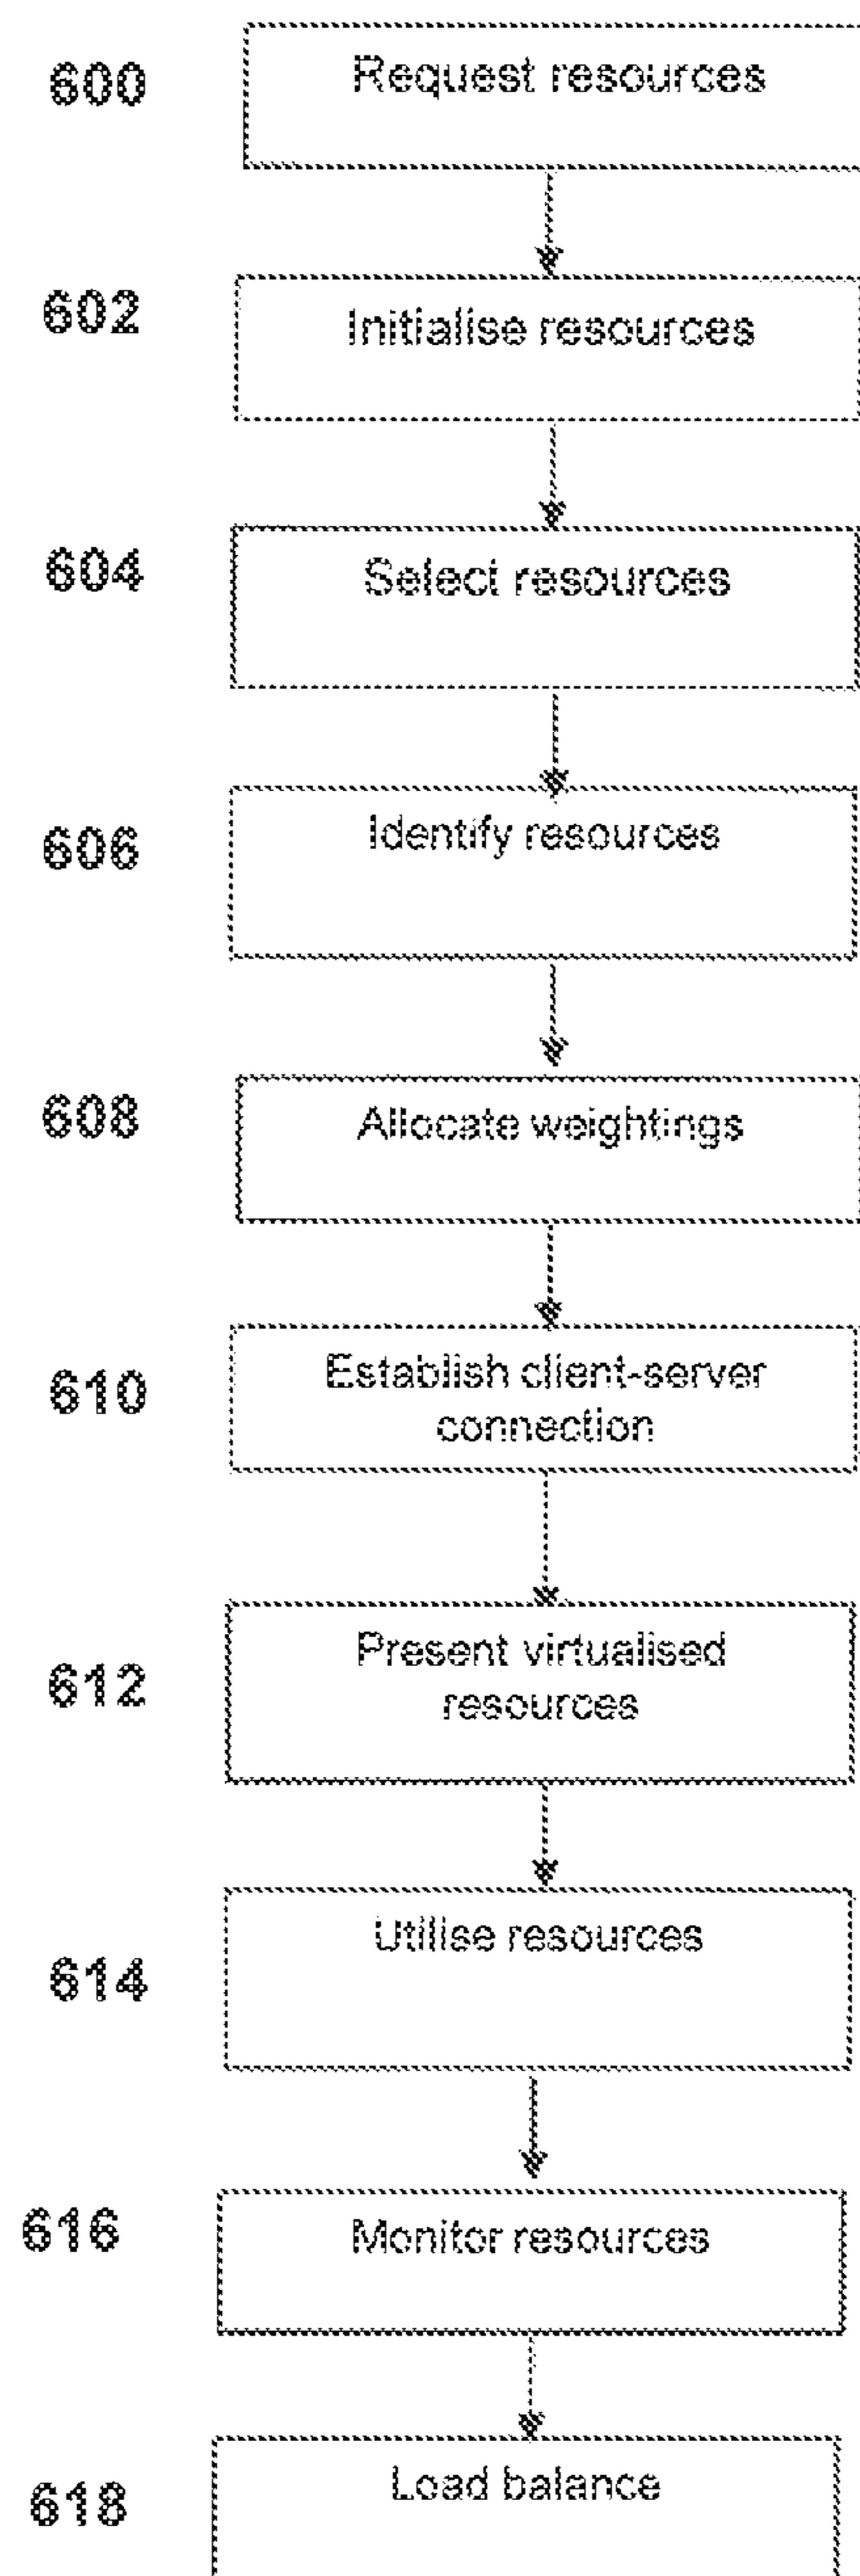 600
Request resources
602
Initialise resources
604
Select resources
606
Identify resources
608
Allocate weightings
610
Establish client-server
connection
612
Present virtualised
resources
614
Utilise resources
616
Monitor resources
618
Load balance